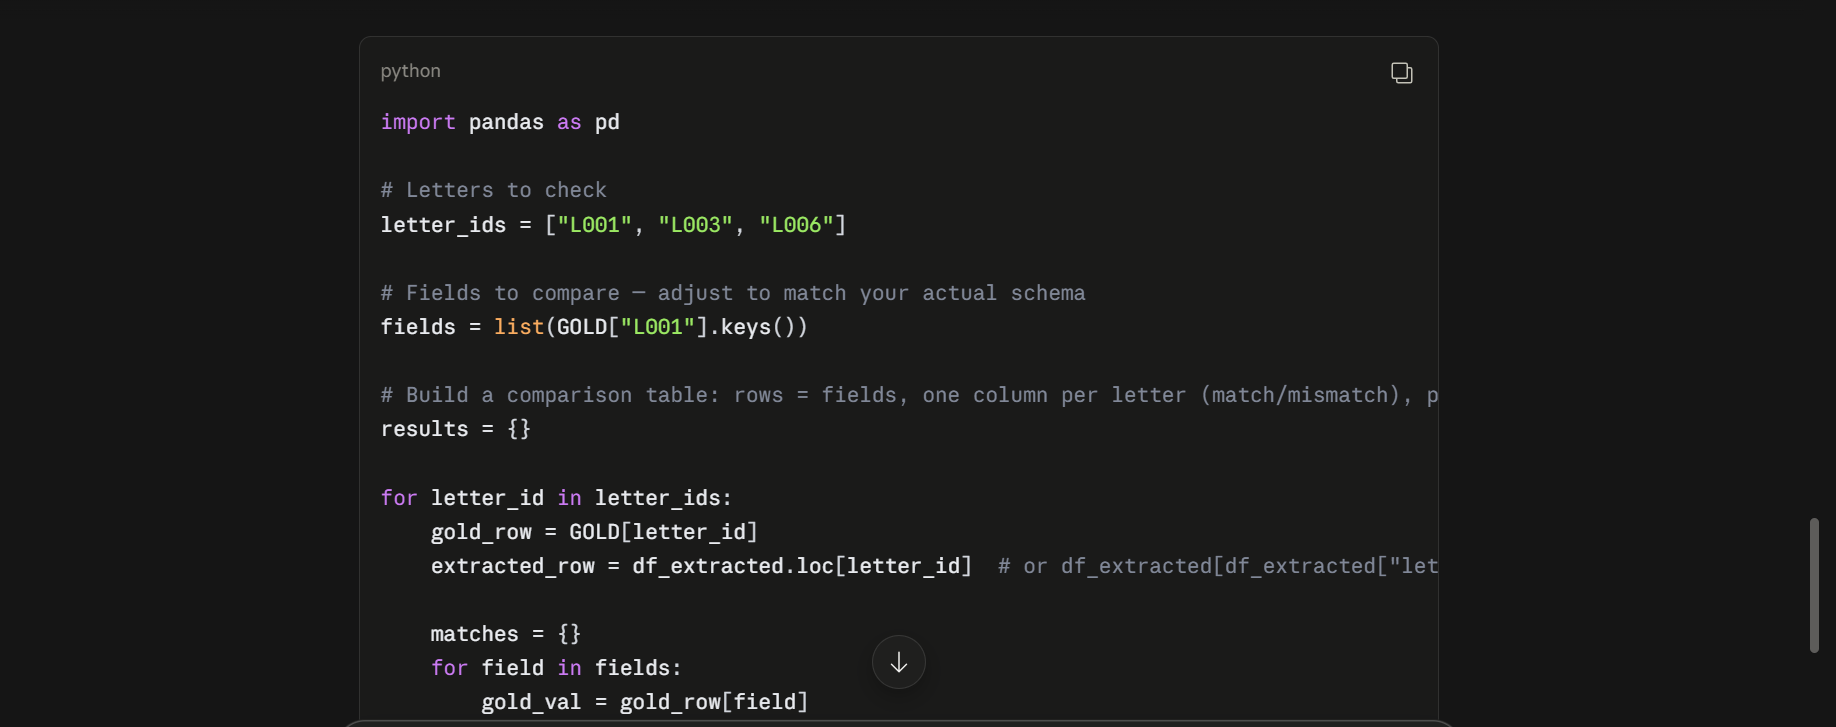 python
import pandas as pd
# Letters to check
letter_ids = ["L001", "L003", "L006"]
# Fields to compare — adjust to match your actual schema
fields = list(GOLD["L001"].keys())
# Build a comparison table: rows = fields, one column per letter (match/mismatch), p
results = {}
for letter_id in letter_ids:
    gold_row = GOLD[letter_id]
    extracted_row = df_extracted.loc[letter_id]  # or df_extracted[df_extracted["let
    matches = {}
    for field in fields:
        gold_val = gold_row[field]